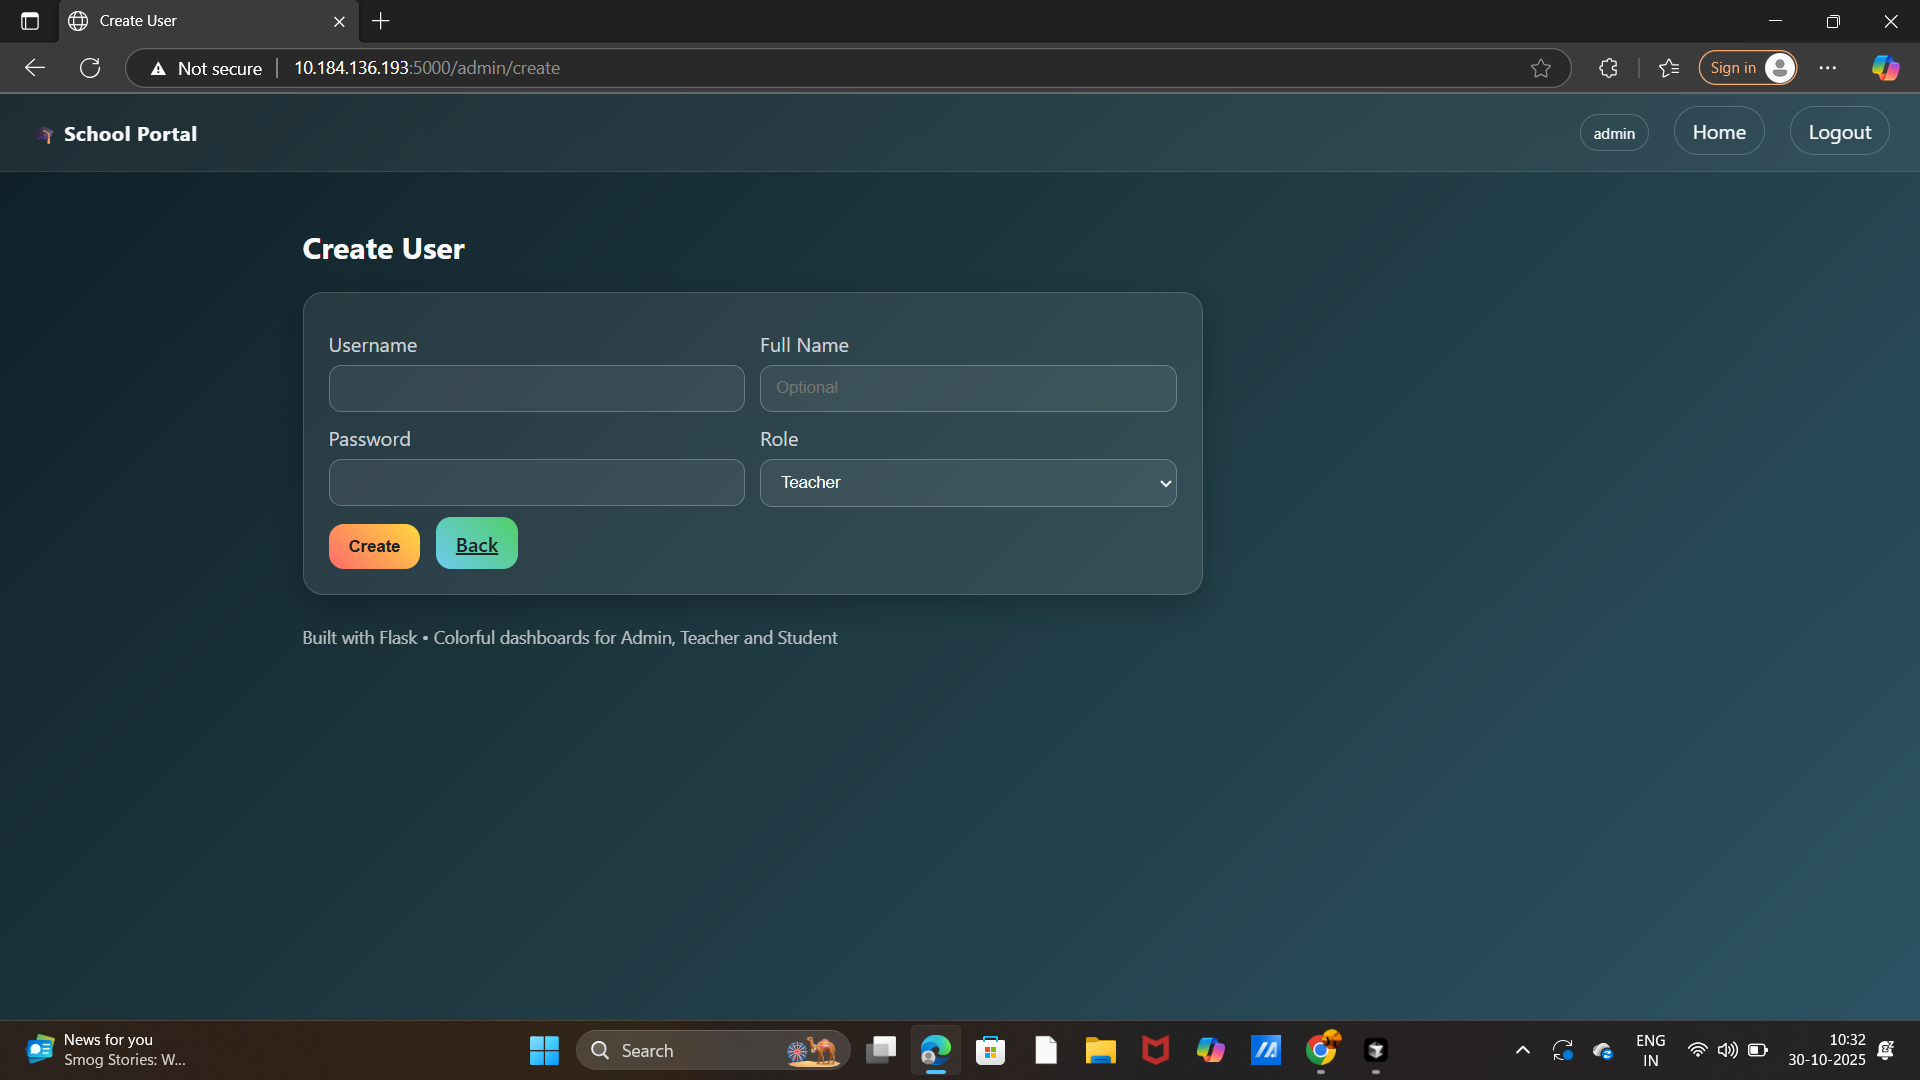 Create User
Not secure
10.184.136.193:5000/admin/create
Sign in
School Portal
admin
Home
Logout
Create User
Username
Full Name
Optional
Password
Role
Teacher
Create
Back
Built with Flask • Colorful dashboards for Admin, Teacher and Student
News for you
Smog Stories: W...
Search
ENG
IN
10:32
30-10-2025